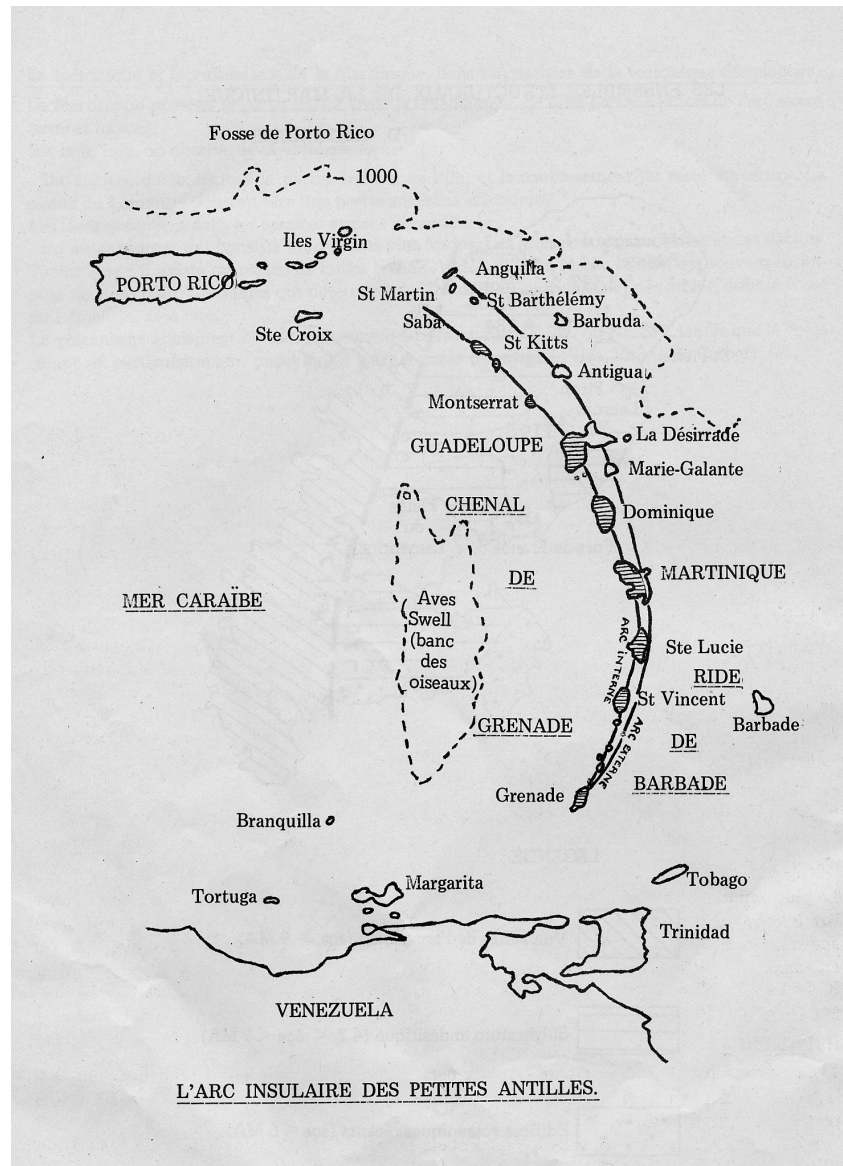 Fosse de Porto Rico
1000
Iles Virgin
Anguilla
PORTO RICO
St Martin
St Barthélémy
Ste Croix
Saba
Barbuda
St Kitts
Antigua
Montserrat
GUADELOUPE
La Désirrade
Marie-Galante
CHENAL
Dominique
DE
MARTINIQUE
MER CARAÏBE
Aves
Swell
(banc
des
oiseaux)
ARC INTERNE
Ste Lucie
RIDE
St Vincent
Barbade
GRENADE
ARC EXTERNE
DE
Grenade
BARBADE
Branquilla
Margarita
Tobago
Tortuga
Trinidad
VENEZUELA
L'ARC INSULAIRE DES PETITES ANTILLES.